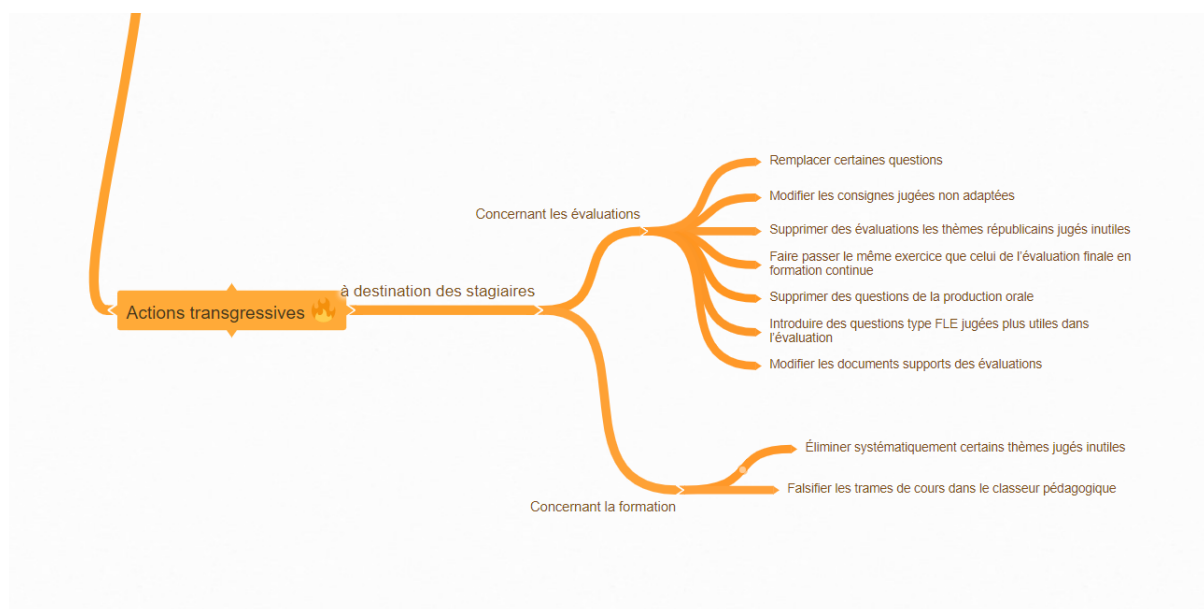 Remplacer certaines questions
Modifier les consignes jugées non adaptées
Concernant les évaluations
Supprimer des évaluations les thèmes républicains jugés inutiles
Faire passer le même exercice que celui de l’évaluation finale en
formation continue
à destination des stagiaires
Supprimer des questions de la production orale
Actions transgressives
Introduire des questions type FLE jugées plus utiles dans
l’évaluation
Modifier les documents supports des évaluations
Éliminer systématiquement certains thèmes jugés inutiles
Falsifier les trames de cours dans le classeur pédagogique
Concernant la formation